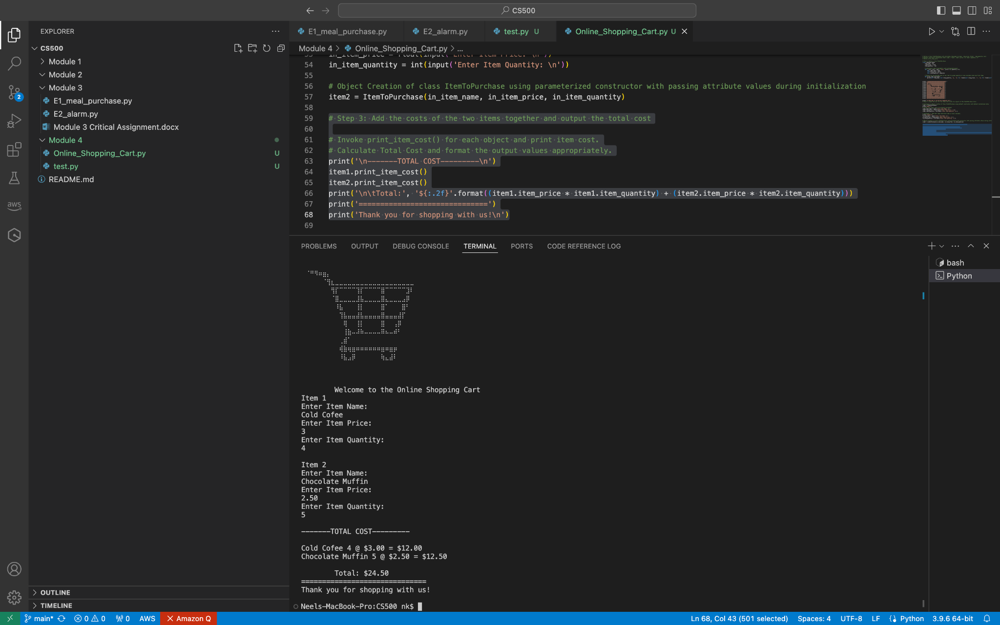 CS500
EXPLORER
CS500
Module 1
Module 2
Module 3
E1_meal_purchase.py
E2_alarm.py
Module 3 Critical Assignment.docx
Module 4
Online_Shopping_Cart.py U
test.py U
README.md
2
aws
OUTLINE
TIMELINE
E1_meal_purchase.py E2_alarm.py test.py U Online_Shopping_Cart.py U
Module 4 > Online_Shopping_Cart.py > ...
54 in_item_quantity = int(input('Enter Item Quantity: \n'))
55
56 # Object Creation of class ItemToPurchase using parameterized constructor with passing attribute values during initialization
57 item2 = ItemToPurchase(in_item_name, in_item_price, in_item_quantity)
58
59 # Step 3: Add the costs of the two items together and output the total cost
60
61 # Invoke print_item_cost() for each object and print item cost.
62 # Calculate Total Cost and format the output values appropriately.
63 print('\n-------TOTAL COST---------\n')
64 item1.print_item_cost()
65 item2.print_item_cost()
66 print('\n\tTotal:', '${:.2f}'.format((item1.item_price * item1.item_quantity) + (item2.item_price * item2.item_quantity)))
67 print('==============================')
68 print('Thank you for shopping with us!\n')
69
PROBLEMS OUTPUT DEBUG CONSOLE TERMINAL PORTS CODE REFERENCE LOG
bash
Python
Welcome to the Online Shopping Cart
Item 1
Enter Item Name:
Cold Cofee
Enter Item Price:
3
Enter Item Quantity:
4
Item 2
Enter Item Name:
Chocolate Muffin
Enter Item Price:
2.50
Enter Item Quantity:
5
-------TOTAL COST---------
Cold Cofee 4 @ $3.00 = $12.00
Chocolate Muffin 5 @ $2.50 = $12.50
Total: $24.50
==============================
Thank you for shopping with us!
Neels-MacBook-Pro:CS500 nk$
main* 0 0 0 AWS Amazon Q Ln 68, Col 43 (501 selected) Spaces: 4 UTF-8 LF Python 3.9.6 64-bit